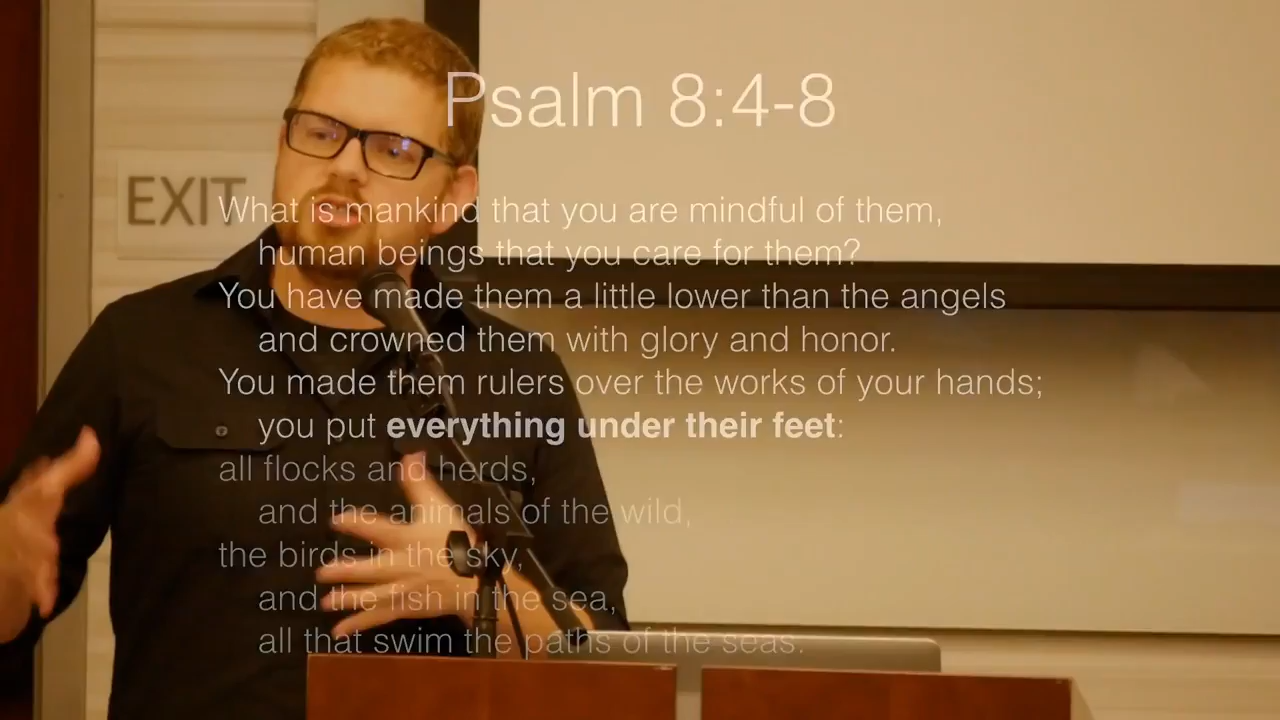 Psalm 8:4-8
EXIT
What is mankind that you are mindful of them,
human beings that you care for them?
You have made them a little lower than the angels
and crowned them with glory and honor.
You made them rulers over the works of your hands;
you put everything under their feet:
all flocks and herds,
and the animals of the wild,
the birds in the sky,
and the fish in the sea,
all that swim the paths of the seas.